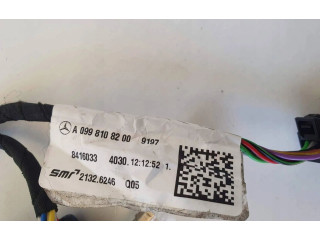 A 099 810 82 00 9197
8416033 4030. 12:12:52 1.
smr 2132.6246 Q05